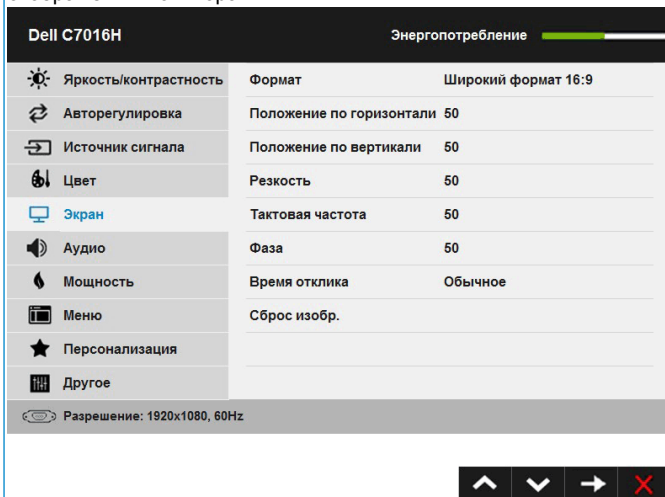 Dell C7016H Энергопотребление
Яркость/контрастность Формат Широкий формат 16:9
Авторегулировка Положение по горизонтали 50
Источник сигнала Положение по вертикали 50
Цвет Резкость 50
Экран Тактовая частота 50
Аудио Фаза 50
Мощность Время отклика Обычное
Меню Сброс изобр.
Персонализация
Другое
Разрешение: 1920x1080, 60Hz